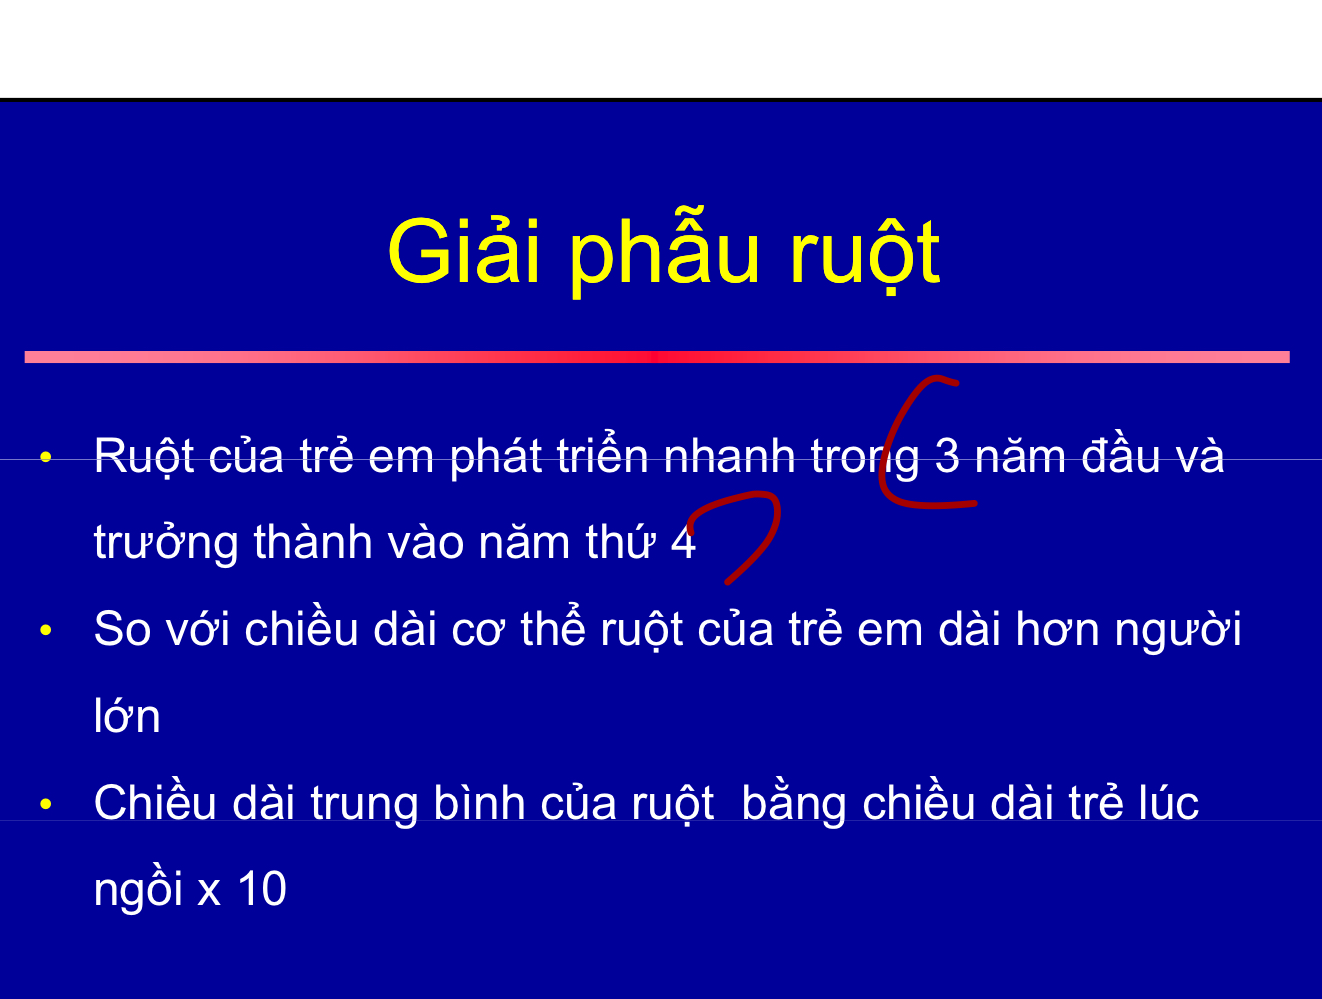 Giải phẫu ruột
• Ruột của trẻ em phát triển nhanh trong 3 năm đầu và
trưởng thành vào năm thứ 4
• So với chiều dài cơ thể ruột của trẻ em dài hơn người
lớn
• Chiều dài trung bình của ruột  bằng chiều dài trẻ lúc
ngồi x 10